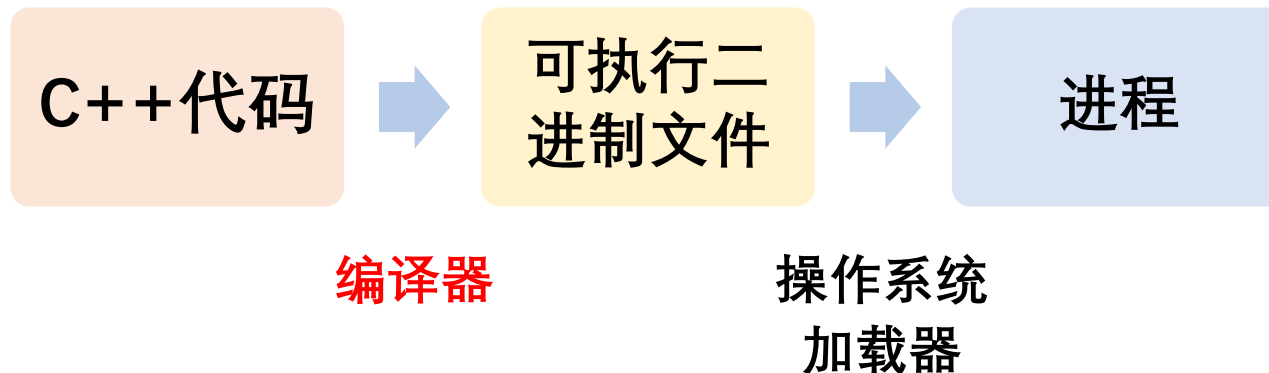 C++代码
可执行二
进制文件
进程
编译器
操作系统
加载器